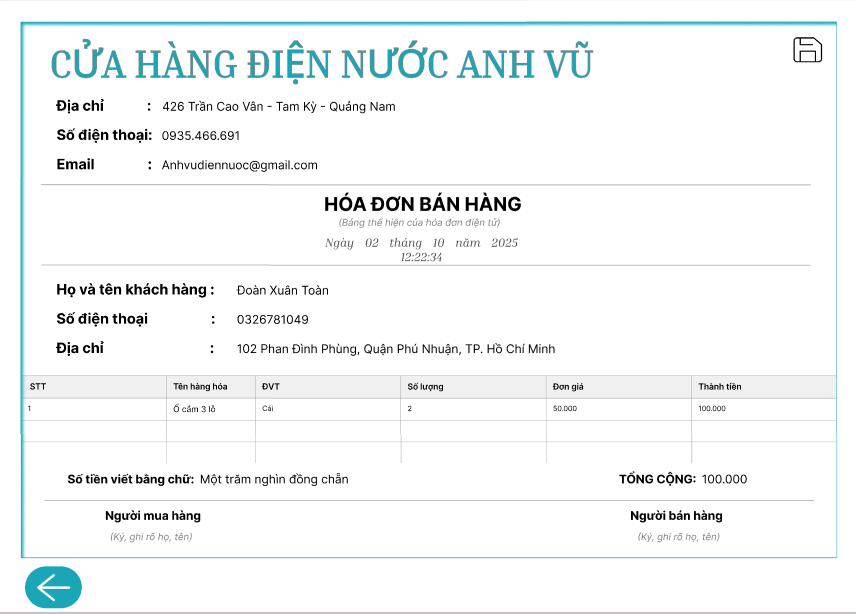 CỬA HÀNG ĐIỆN NƯỚC ANH VŨ
Địa chỉ : 426 Trần Cao Vân - Tam Kỳ - Quảng Nam
Số điện thoại: 0935.466.691
Email : Anhvudiennuoc@gmail.com
HÓA ĐƠN BÁN HÀNG
(Bảng thể hiện của hóa đơn điện tử)
Ngày 02 tháng 10 năm 2025
12:22:34
Họ và tên khách hàng : Đoàn Xuân Toàn
Số điện thoại : 0326781049
Địa chỉ : 102 Phan Đình Phùng, Quận Phú Nhuận, TP. Hồ Chí Minh
STT Tên hàng hóa ĐVT Số lượng Đơn giá Thành tiền
1 Ổ cắm 3 lỗ Cái 2 50.000 100.000
Số tiền viết bằng chữ: Một trăm nghìn đồng chẵn TỔNG CỘNG: 100.000
Người mua hàng Người bán hàng
(Ký, ghi rõ họ, tên) (Ký, ghi rõ họ, tên)